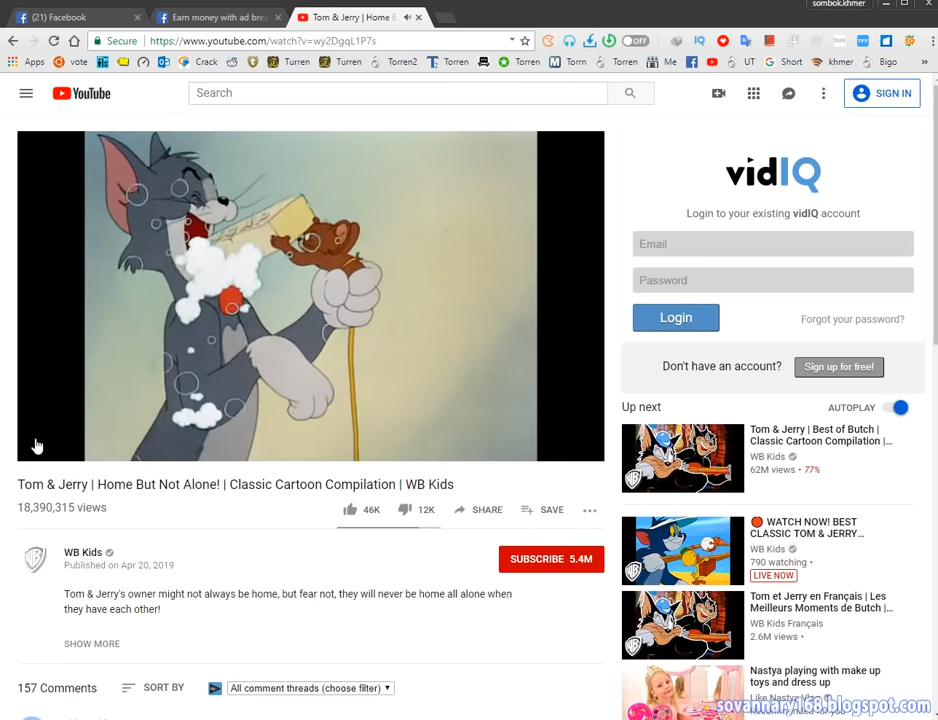 sombok.khmer
(21) Facebook
Earn money with ad brea
Tom & Jerry | Home B
Secure | https://www.youtube.com/watch?v=wy2DgqL1P7s
IQ
OFF
Apps
vote
Crack
Turren
Turren
Torren2
Torren
Torren
Torrn
Torren
Me
UT
Short
khmer
Bigo
»
YouTube
Search
SIGN IN
vidIQ
Login to your existing vidIQ account
Email
Password
Login
Forgot your password?
Don't have an account?
Sign up for free!
Up next
AUTOPLAY
Tom & Jerry | Best of Butch |
Classic Cartoon Compilation |...
WB Kids
62M views • 77%
WATCH NOW! BEST
CLASSIC TOM & JERRY...
WB Kids
790 watching •
LIVE NOW
Tom et Jerry en Français | Les
Meilleurs Moments de Butch |...
WB Kids Français
2.6M views •
Nastya playing with make up
toys and dress up
Like Nastya Vlog
Tom & Jerry | Home But Not Alone! | Classic Cartoon Compilation | WB Kids
18,390,315 views
46K
12K
SHARE
SAVE
WB Kids
Published on Apr 20, 2019
SUBSCRIBE 5.4M
Tom & Jerry's owner might not always be home, but fear not, they will never be home all alone when
they have each other!
SHOW MORE
157 Comments
SORT BY
All comment threads (choose filter)
sovannary168.blogspot.com